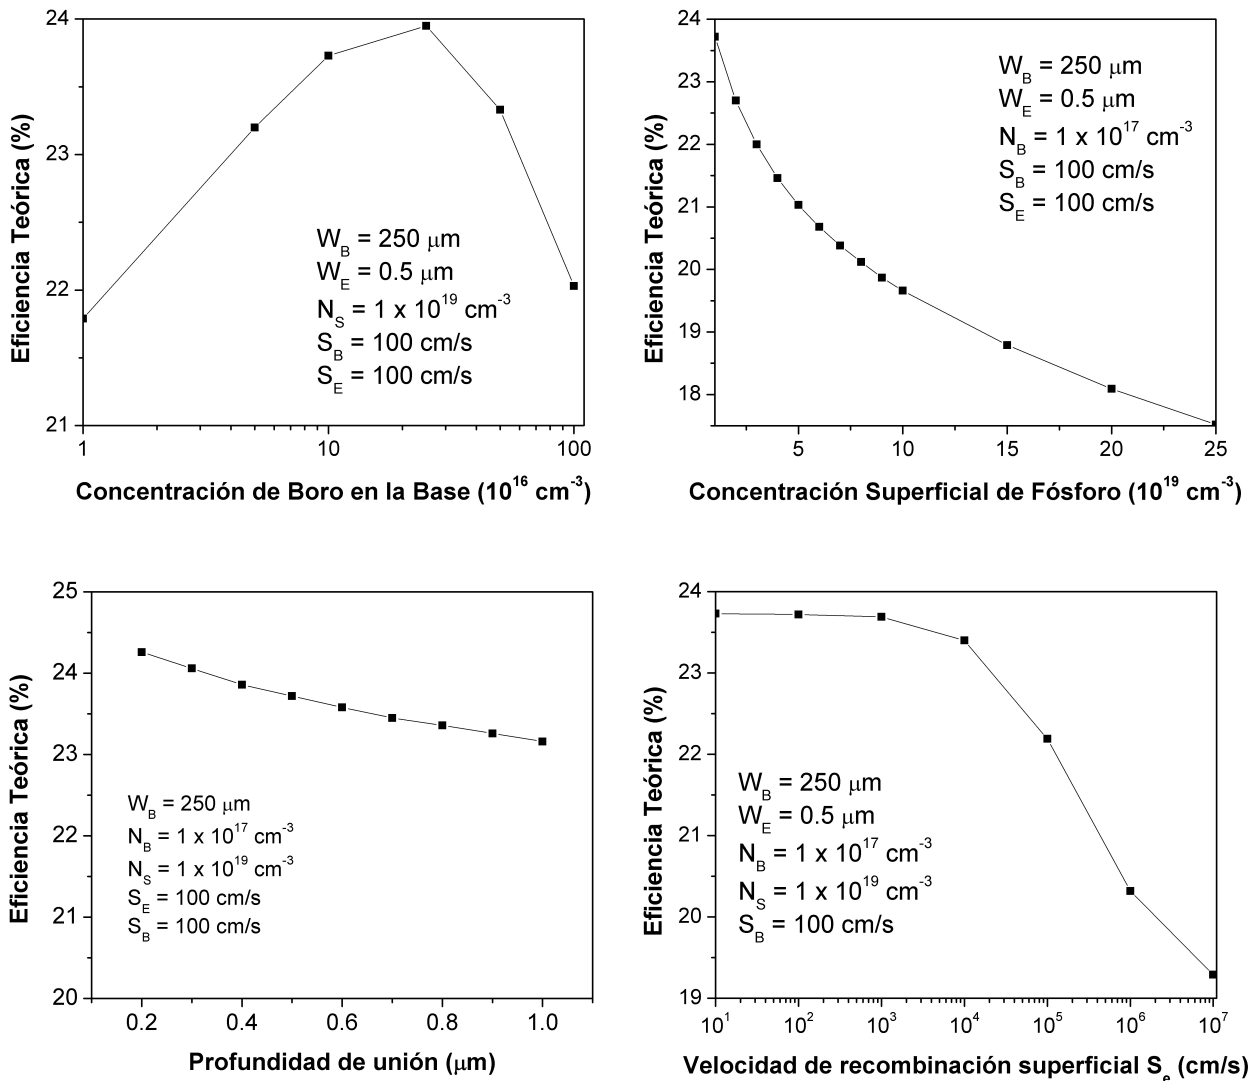 24
23
22
21
Eficiencia Teórica (%)
W_B = 250 μm
W_E = 0.5 μm
N_S = 1 x 10^19 cm^-3
S_B = 100 cm/s
S_E = 100 cm/s
1 10 100
Concentración de Boro en la Base (10^16 cm^-3)
24
23
22
21
20
19
18
Eficiencia Teórica (%)
W_B = 250 μm
W_E = 0.5 μm
N_B = 1 x 10^17 cm^-3
S_B = 100 cm/s
S_E = 100 cm/s
5 10 15 20 25
Concentración Superficial de Fósforo (10^19 cm^-3)
25
24
23
22
21
20
Eficiencia Teórica (%)
W_B = 250 μm
N_B = 1 x 10^17 cm^-3
N_S = 1 x 10^19 cm^-3
S_E = 100 cm/s
S_B = 100 cm/s
0.2 0.4 0.6 0.8 1.0
Profundidad de unión (μm)
24
23
22
21
20
19
Eficiencia Teórica (%)
W_B = 250 μm
W_E = 0.5 μm
N_B = 1 x 10^17 cm^-3
N_S = 1 x 10^19 cm^-3
S_B = 100 cm/s
10^1 10^2 10^3 10^4 10^5 10^6 10^7
Velocidad de recombinación superficial S_e (cm/s)